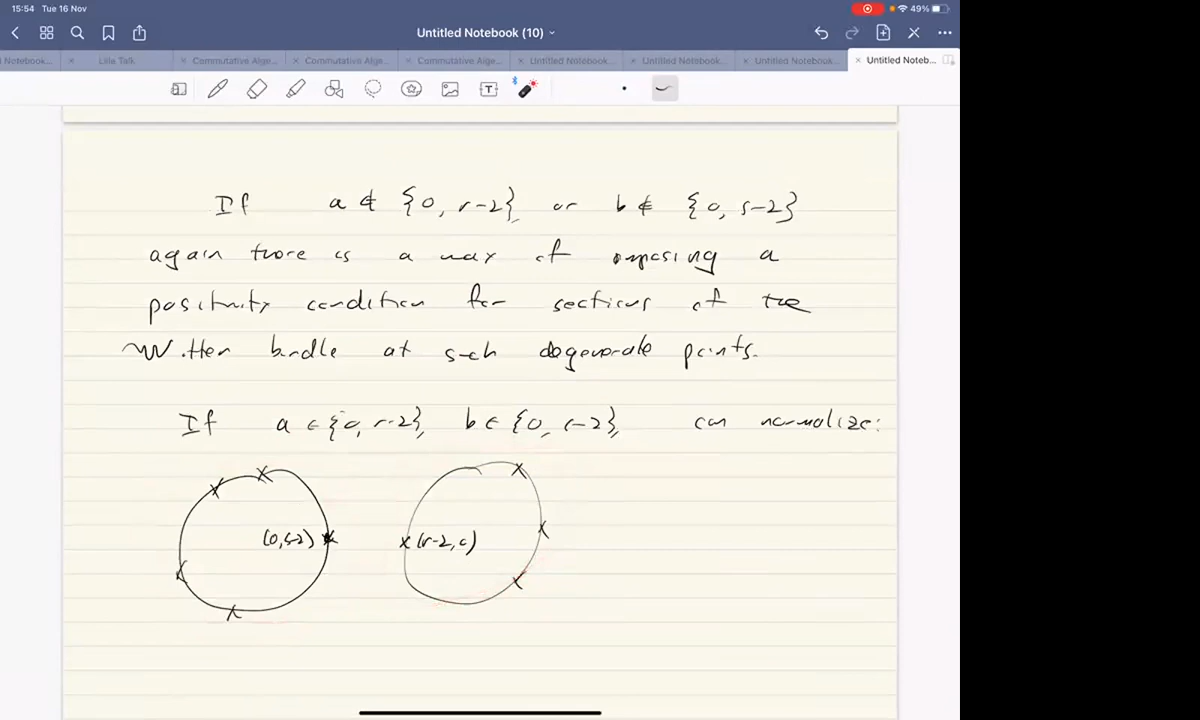 15:54 Tue 16 Nov
49%
Untitled Notebook (10)
Notebook... Lille Talk Commutative Alge... Commutative Alge... Commutative Alge... Untitled Notebook... Untitled Notebook... Untitled Notebook... Untitled Noteb...
If a ∉ {0, r-2}, or b ∉ {0, s-2}
again there is a way of imposing a
positivity condition for sections of the
Witten bundle at such degenerate points.
If a ∈ {0, r-2}, b ∈ {0, s-2}, can normalize:
(0,s-2) (r-2,0)